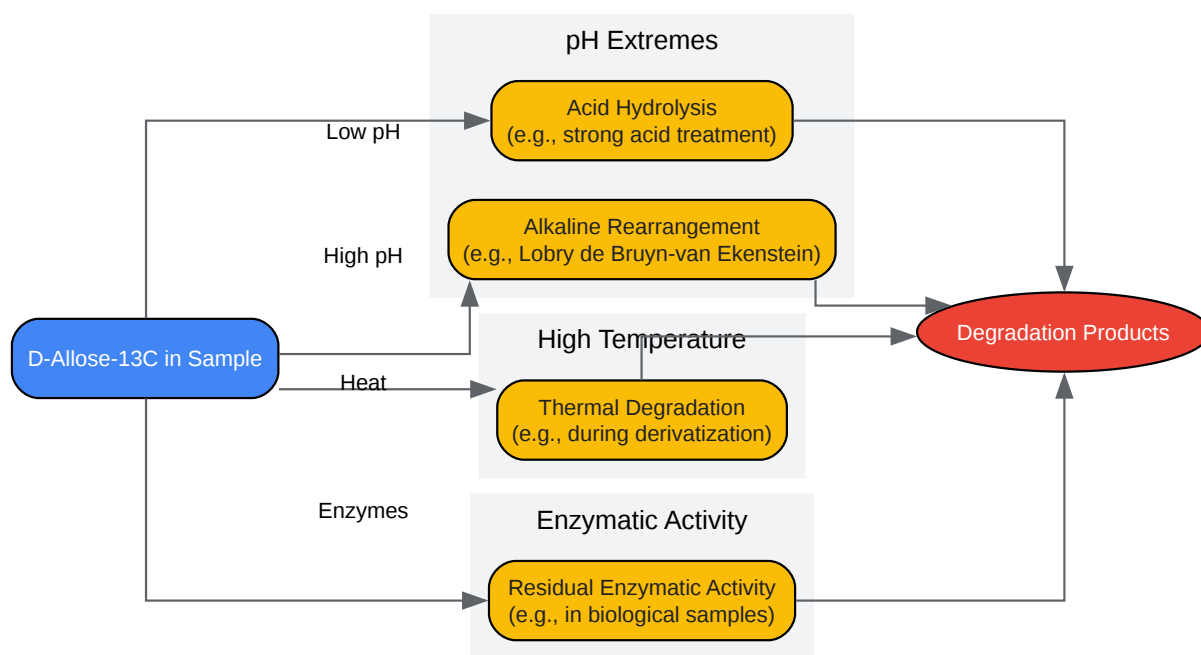 pH Extremes
Acid Hydrolysis
(e.g., strong acid treatment)
Low pH
Alkaline Rearrangement
(e.g., Lobry de Bruyn-van Ekenstein)
High pH
D-Allose-13C in Sample
Degradation Products
High Temperature
Heat
Thermal Degradation
(e.g., during derivatization)
Enzymes
Enzymatic Activity
Residual Enzymatic Activity
(e.g., in biological samples)